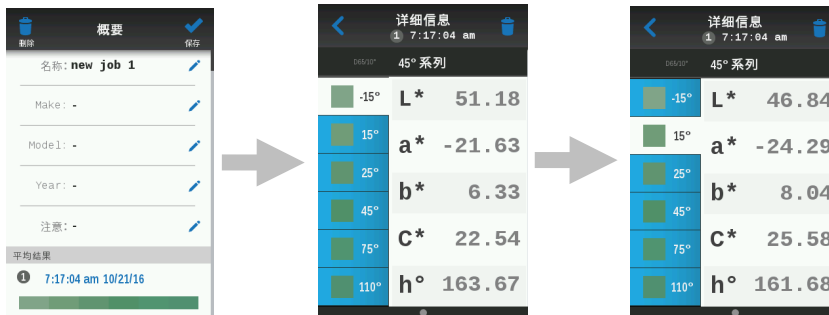 概要
删除
保存
名称: new job 1
Make: -
Model: -
Year: -
注意: -
平均结果
1 7:17:04 am 10/21/16
详细信息
1 7:17:04 am
D65/10° 45° 系列
-15°
15°
25°
45°
75°
110°
L* 51.18
a* -21.63
b* 6.33
C* 22.54
h° 163.67
详细信息
1 7:17:04 am
D65/10° 45° 系列
-15°
15°
25°
45°
75°
110°
L* 46.84
a* -24.29
b* 8.04
C* 25.58
h° 161.68